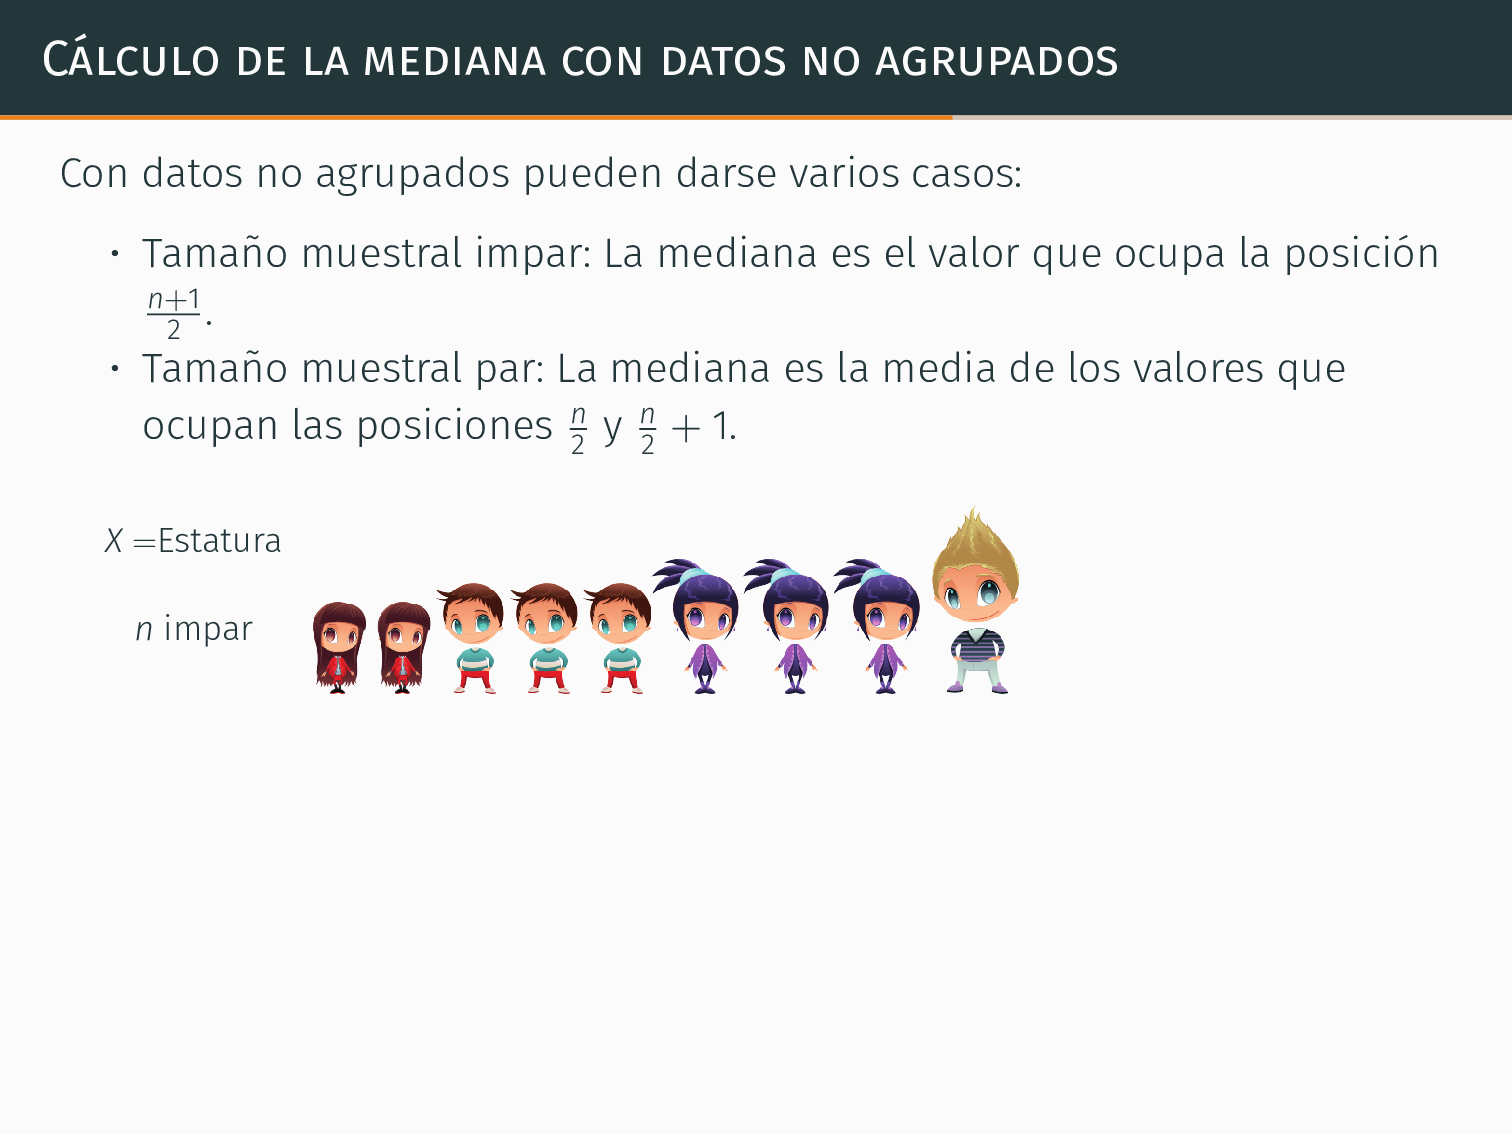 Cálculo de la mediana con datos no agrupados
Con datos no agrupados pueden darse varios casos:
· Tamaño muestral impar: La mediana es el valor que ocupa la posición
$\frac{n+1}{2}$.
· Tamaño muestral par: La mediana es la media de los valores que
ocupan las posiciones $\frac{n}{2}$ y $\frac{n}{2} + 1$.
X =Estatura
n impar